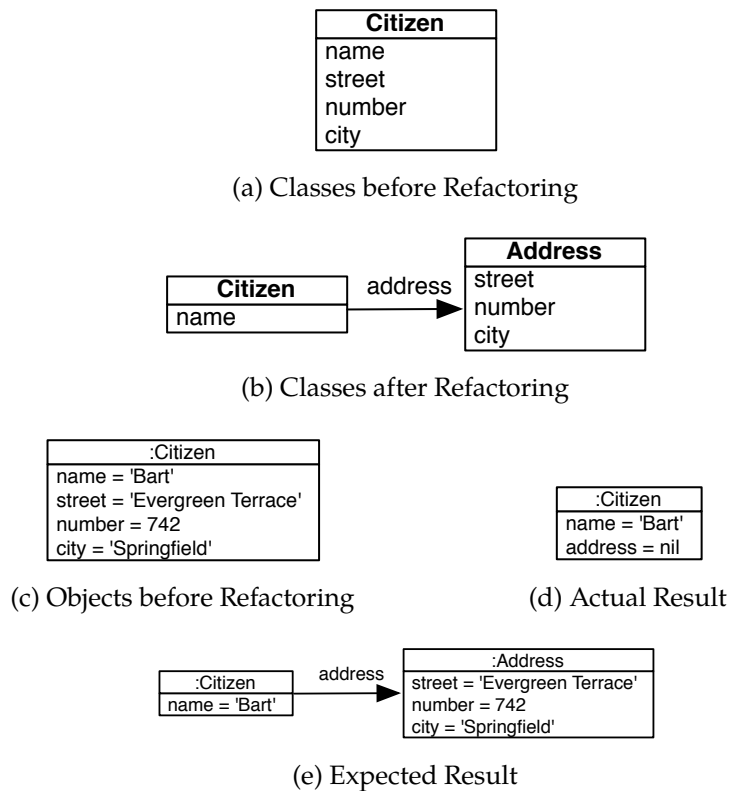 Citizen
name
street
number
city
(a) Classes before Refactoring
Citizen
name
address
Address
street
number
city
(b) Classes after Refactoring
:Citizen
name = 'Bart'
street = 'Evergreen Terrace'
number = 742
city = 'Springfield'
(c) Objects before Refactoring
:Citizen
name = 'Bart'
address = nil
(d) Actual Result
:Citizen
name = 'Bart'
address
:Address
street = 'Evergreen Terrace'
number = 742
city = 'Springfield'
(e) Expected Result